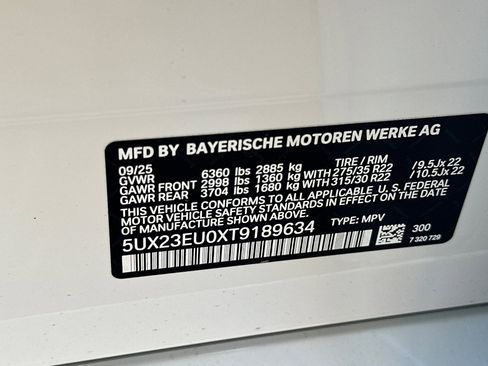 MFD BY BAYERISCHE MOTOREN WERKE AG
09/25
GVWR 6360 lbs 2885 kg TIRE / RIM
GAWR FRONT 2998 lbs 1360 kg WITH 275/35 R22 / 9.5Jx 22
GAWR REAR 3704 lbs 1680 kg WITH 315/30 R22 / 10.5Jx 22
THIS VEHICLE CONFORMS TO ALL APPLICABLE U. S. FEDERAL
MOTOR VEHICLE SAFETY STANDARDS IN EFFECT ON THE
DATE OF MANUFACTURE SHOWN ABOVE.
5UX23EU0XT9189634 TYPE: MPV
300
7 320 729